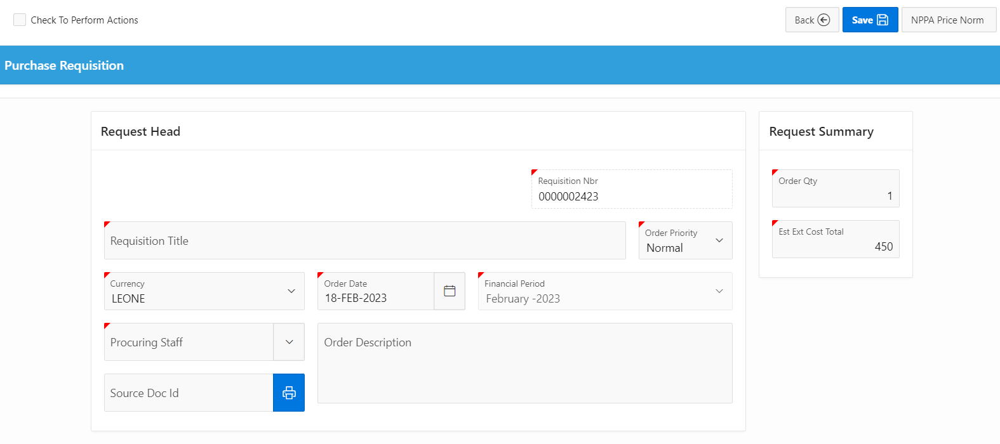 Check To Perform Actions
Back
Save
NPPA Price Norm
Purchase Requisition
Request Head
Request Summary
Requisition Nbr
0000002423
Order Qty
1
Requisition Title
Order Priority
Normal
Est Ext Cost Total
450
Currency
LEONE
Order Date
18-FEB-2023
Financial Period
February -2023
Procuring Staff
Order Description
Source Doc Id